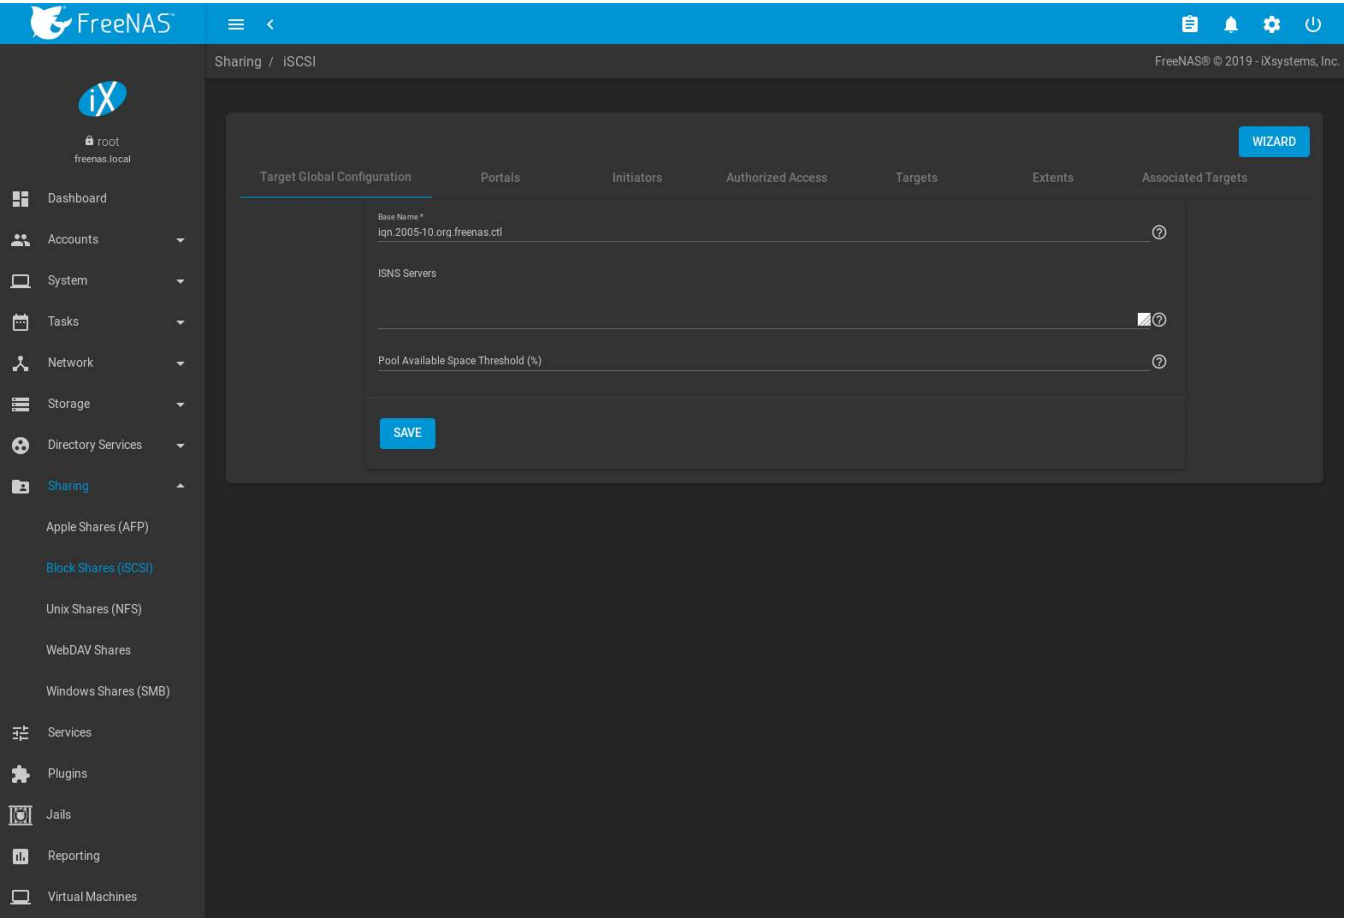 FreeNAS™
Sharing / iSCSI
FreeNAS® © 2019 - iXsystems, Inc.
iX
root
freenas.local
Dashboard
Accounts
System
Tasks
Network
Storage
Directory Services
Sharing
Apple Shares (AFP)
Block Shares (iSCSI)
Unix Shares (NFS)
WebDAV Shares
Windows Shares (SMB)
Services
Plugins
Jails
Reporting
Virtual Machines
WIZARD
Target Global Configuration
Portals
Initiators
Authorized Access
Targets
Extents
Associated Targets
Base Name *
iqn.2005-10.org.freenas.ctl
ISNS Servers
Pool Available Space Threshold (%)
SAVE